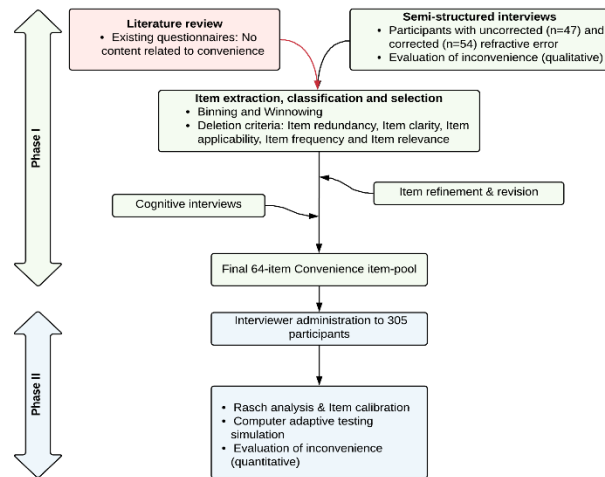 Literature review
• Existing questionnaires: No
content related to convenience
Semi-structured interviews
• Participants with uncorrected (n=47) and
corrected (n=54) refractive error
• Evaluation of inconvenience (qualitative)
Item extraction, classification and selection
• Binning and Winnowing
• Deletion criteria: Item redundancy, Item clarity, Item
applicability, Item frequency and Item relevance
Phase I
Item refinement & revision
Cognitive interviews
Final 64-item Convenience item-pool
Interviewer administration to 305
participants
Phase II
• Rasch analysis & Item calibration
• Computer adaptive testing
simulation
• Evaluation of inconvenience
(quantitative)